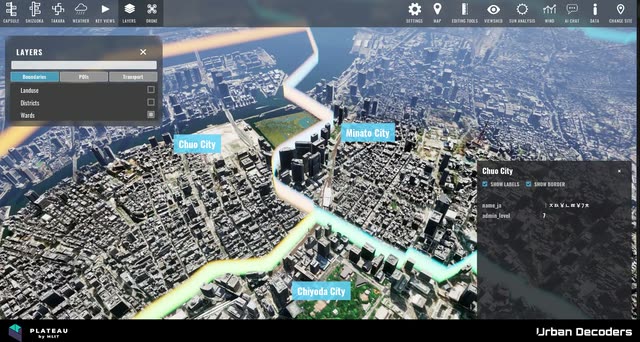 CAPSULE SHIZUOKA TAKARA WEATHER KEY VIEWS LAYERS DRONE
SETTINGS MAP EDITING TOOLS VIEWSHED SUN ANALYSIS WIND AI CHAT DATA CHANGE SITE
LAYERS
Boundaries POIs Transport
Landuse
Districts
Wards
Chuo City
Minato City
Chiyoda City
Chuo City
SHOW LABELS SHOW BORDER
name_ja
admin_level 7
PLATEAU
by MLIT
Urban Decoders